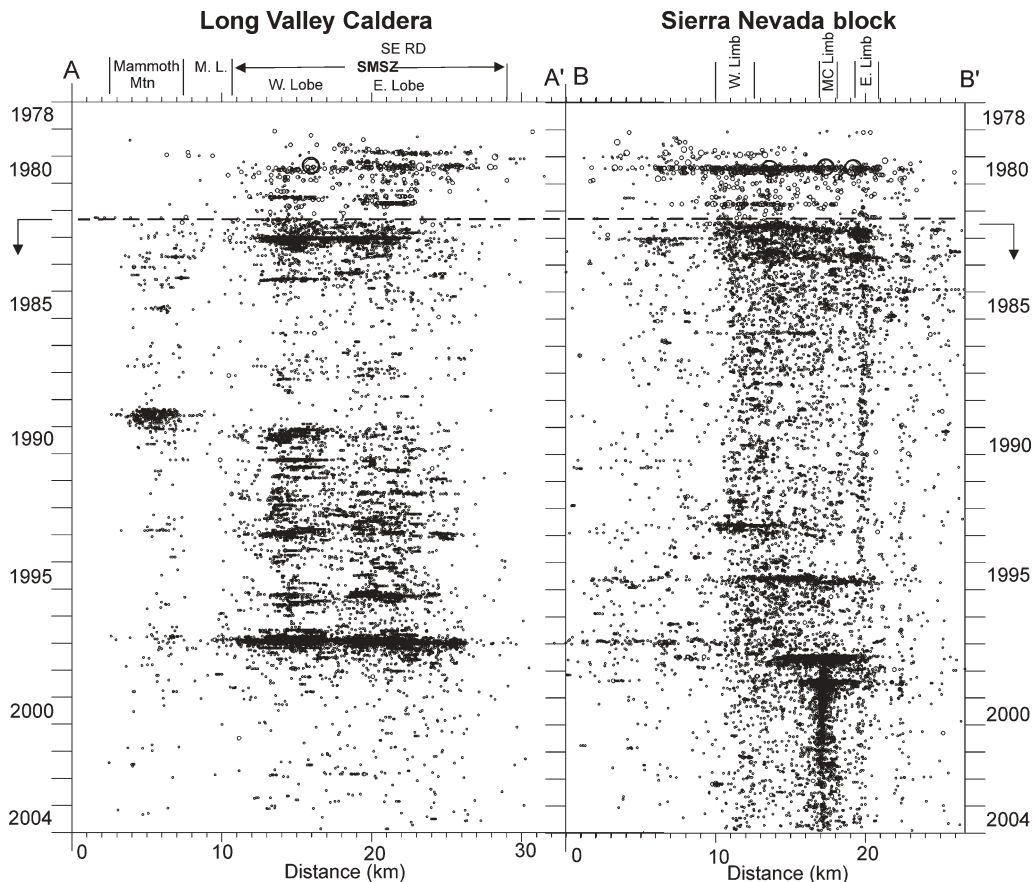 Long Valley Caldera
Sierra Nevada block
SE RD
A
Mammoth
Mtn
M. L.
SMSZ
W. Lobe
E. Lobe
A'
B
W. Limb
MC Limb
E. Limb
B'
1978
1980
1985
1990
1995
2000
2004
1978
1980
1985
1990
1995
2000
2004
0
10
20
30
Distance (km)
0
10
20
Distance (km)